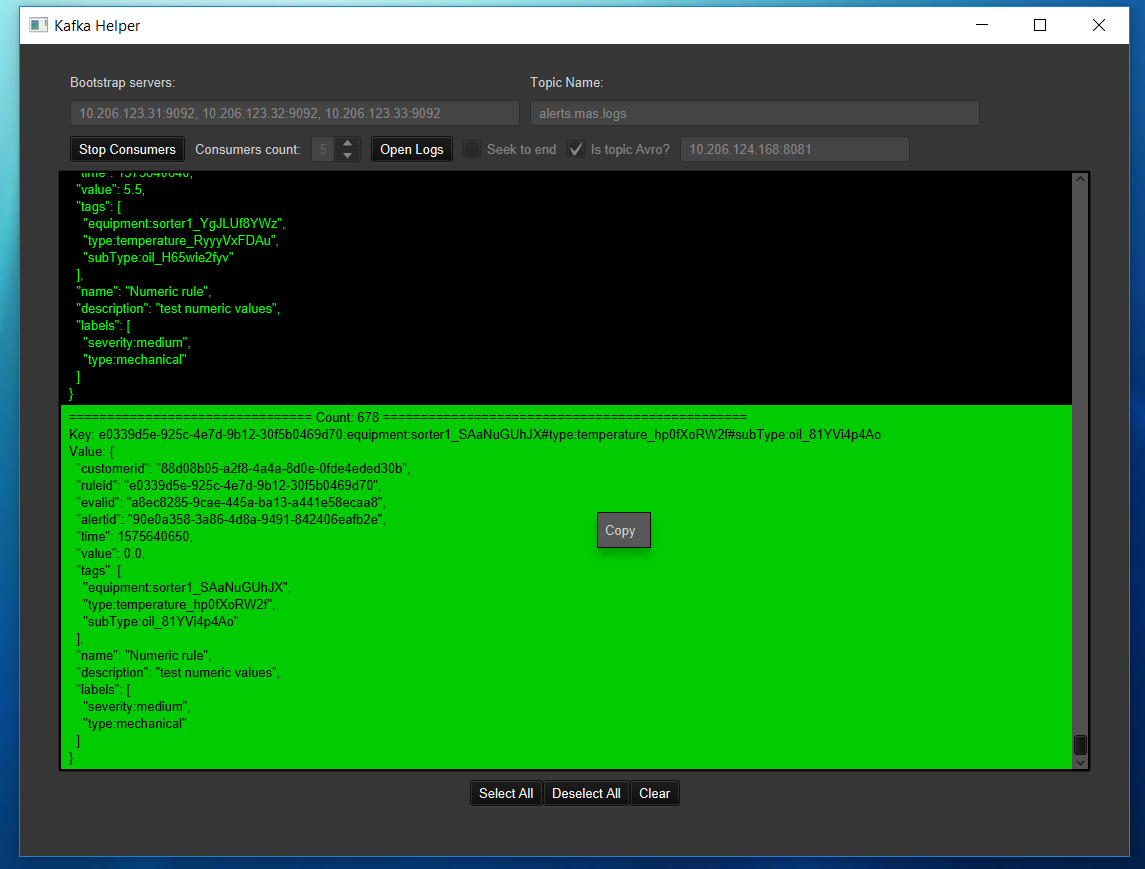 Kafka Helper
Bootstrap servers: Topic Name:
10.206.123.31:9092, 10.206.123.32:9092, 10.206.123.33:9092 alerts.mas.logs
Stop Consumers Consumers count: 5 Open Logs Seek to end Is topic Avro? 10.206.124.168:8081
"time": 1575640640,
"value": 5.5,
"tags": [
"equipment:sorter1_YgJLUf8YWz",
"type:temperature_RyyyVxFDAu",
"subType:oil_H65wie2fyv"
],
"name": "Numeric rule",
"description": "test numeric values",
"labels": [
"severity:medium",
"type:mechanical"
]
}
================================ Count: 678 ================================================
Key: e0339d5e-925c-4e7d-9b12-30f5b0469d70:equipment:sorter1_SAaNuGUhJX#type:temperature_hp0fXoRW2f#subType:oil_81YVi4p4Ao
Value: {
"customerid": "88d08b05-a2f8-4a4a-8d0e-0fde4eded30b",
"ruleid": "e0339d5e-925c-4e7d-9b12-30f5b0469d70",
"evalid": "a8ec8285-9cae-445a-ba13-a441e58ecaa8",
"alertid": "90e0a358-3a86-4d8a-9491-842406eafb2e",
"time": 1575640650,
"value": 0.0,
"tags": [
"equipment:sorter1_SAaNuGUhJX",
"type:temperature_hp0fXoRW2f",
"subType:oil_81YVi4p4Ao"
],
"name": "Numeric rule",
"description": "test numeric values",
"labels": [
"severity:medium",
"type:mechanical"
]
}
Copy
Select All Deselect All Clear